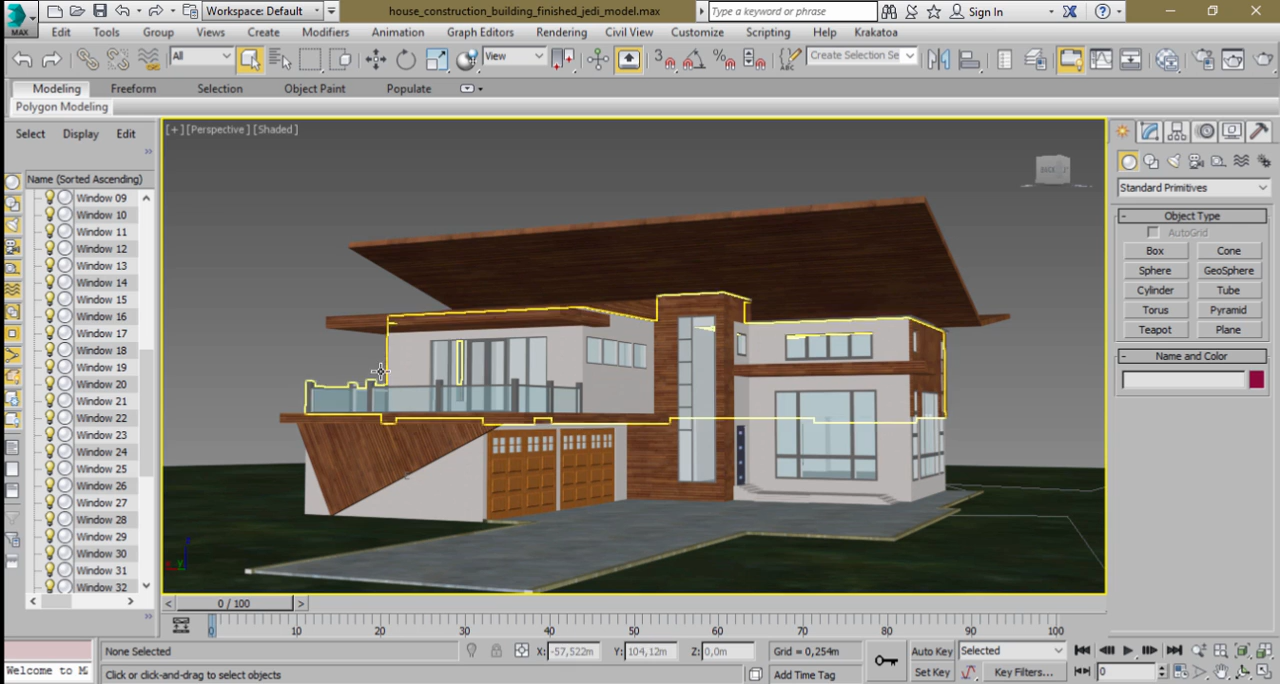 MAX
Workspace: Default
house_construction_building_finished_jedi_model.max
Type a keyword or phrase
Sign In
Edit Tools Group Views Create Modifiers Animation Graph Editors Rendering Civil View Customize Scripting Help Krakatoa
All
View
3
ABC
Create Selection Se
Modeling Freeform Selection Object Paint Populate
Polygon Modeling
Select Display Edit
Name (Sorted Ascending)
Window 09
Window 10
Window 11
Window 12
Window 13
Window 14
Window 15
Window 16
Window 17
Window 18
Window 19
Window 20
Window 21
Window 22
Window 23
Window 24
Window 25
Window 26
Window 27
Window 28
Window 29
Window 30
Window 31
Window 32
[+] [Perspective] [Shaded]
BACK
Standard Primitives
- Object Type
AutoGrid
Box Cone
Sphere GeoSphere
Cylinder Tube
Torus Pyramid
Teapot Plane
- Name and Color
< 0 / 100 >
0 10 20 30 40 50 60 70 80 90 100
None Selected X: -57,522m Y: 104,12m Z: 0,0m Grid = 0,254m Auto Key Selected
Welcome to M
Click or click-and-drag to select objects Add Time Tag Set Key Key Filters... 0